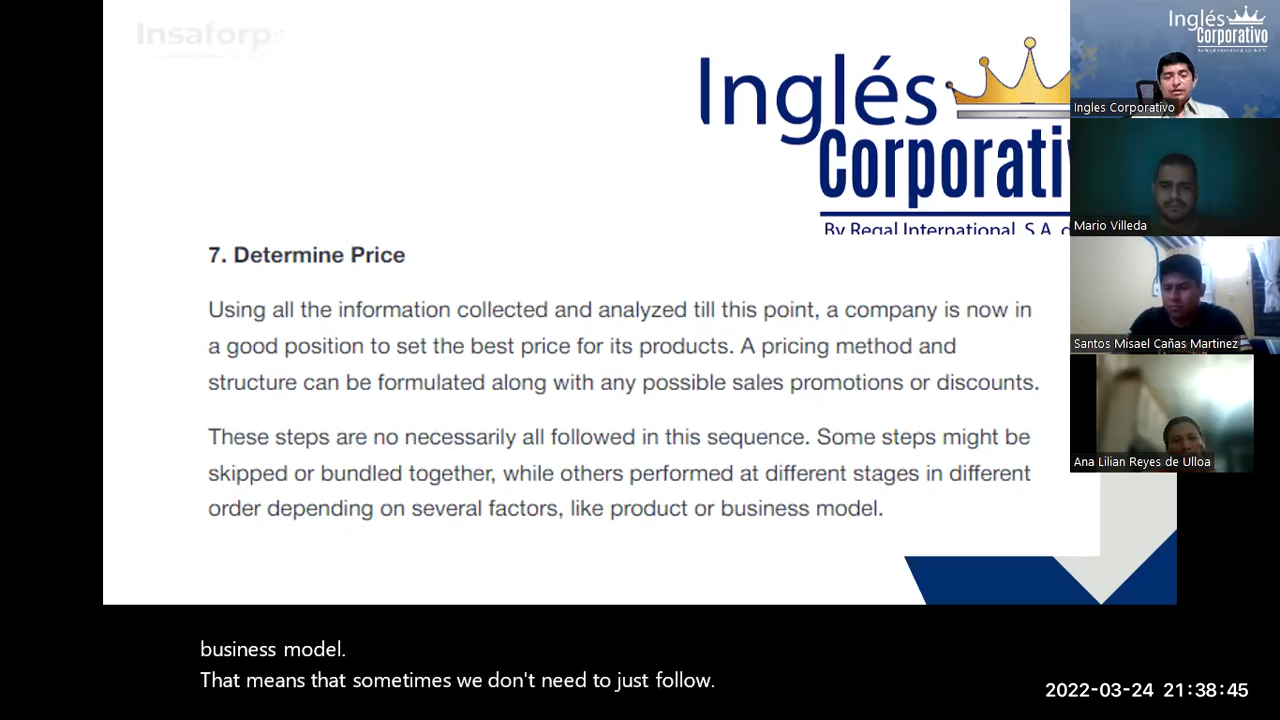 Insaforp
Inglés
Corporativo
By Regal International, S.A. de C.V.
Inglés
Corporati
By Regal International, S.A. d
Ingles Corporativo
Mario Villeda
Santos Misael Cañas Martinez
Ana Lilian Reyes de Ulloa
7. Determine Price
Using all the information collected and analyzed till this point, a company is now in
a good position to set the best price for its products. A pricing method and
structure can be formulated along with any possible sales promotions or discounts.
These steps are no necessarily all followed in this sequence. Some steps might be
skipped or bundled together, while others performed at different stages in different
order depending on several factors, like product or business model.
business model.
That means that sometimes we don't need to just follow.
2022-03-24 21:38:45